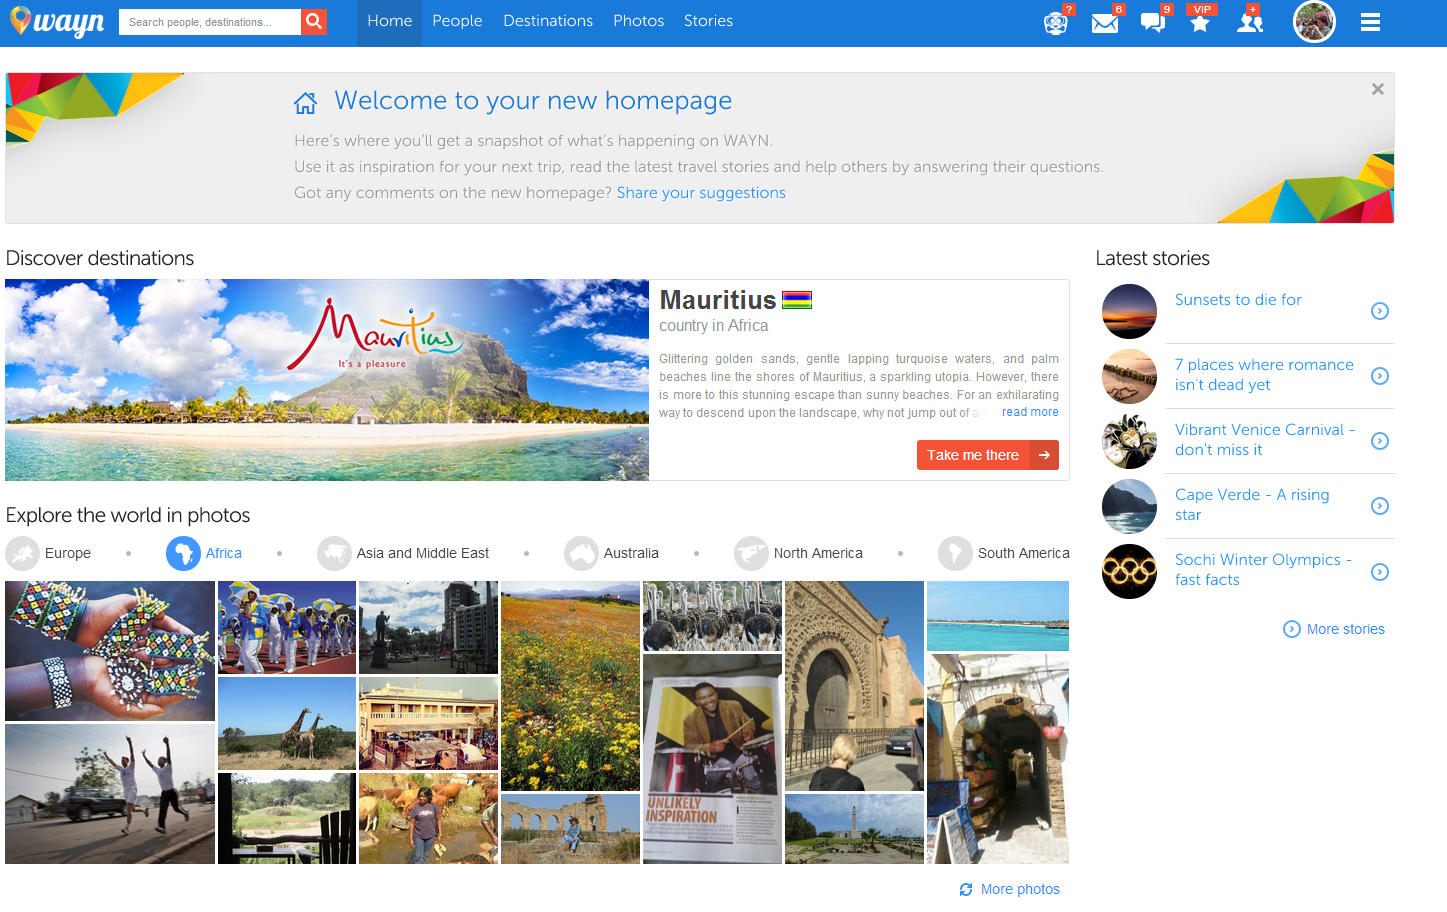 wayn
Search people, destinations...
Home
People
Destinations
Photos
Stories
?
6
9
VIP
+
Welcome to your new homepage
Here's where you'll get a snapshot of what's happening on WAYN.
Use it as inspiration for your next trip, read the latest travel stories and help others by answering their questions.
Got any comments on the new homepage? Share your suggestions
Discover destinations
Mauritius
It's a pleasure
Mauritius
country in Africa
Glittering golden sands, gentle lapping turquoise waters, and palm
beaches line the shores of Mauritius, a sparkling utopia. However, there
is more to this stunning escape than sunny beaches. For an exhilarating
way to descend upon the landscape, why not jump out of a read more
Take me there
Explore the world in photos
Europe
Africa
Asia and Middle East
Australia
North America
South America
UNLIKELY
INSPIRATION
More photos
Latest stories
Sunsets to die for
7 places where romance
isn't dead yet
Vibrant Venice Carnival -
don't miss it
Cape Verde - A rising
star
Sochi Winter Olympics -
fast facts
More stories